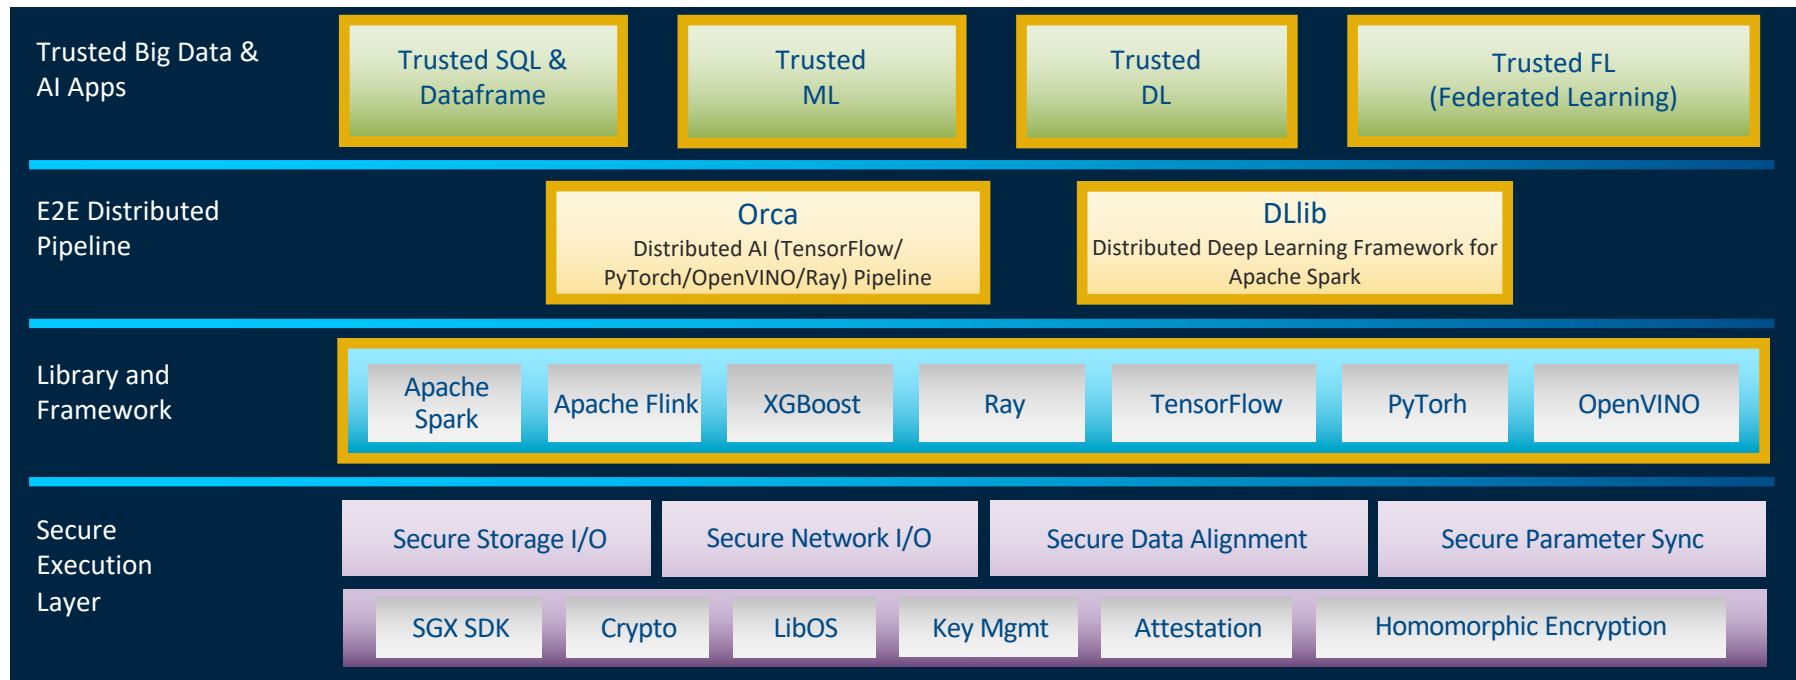 Trusted Big Data &
AI Apps
Trusted SQL &
Dataframe
Trusted
ML
Trusted
DL
Trusted FL
(Federated Learning)
E2E Distributed
Pipeline
Orca
Distributed AI (TensorFlow/
PyTorch/OpenVINO/Ray) Pipeline
DLlib
Distributed Deep Learning Framework for
Apache Spark
Library and
Framework
Apache
Spark
Apache Flink
XGBoost
Ray
TensorFlow
PyTorh
OpenVINO
Secure
Execution
Layer
Secure Storage I/O
Secure Network I/O
Secure Data Alignment
Secure Parameter Sync
SGX SDK
Crypto
LibOS
Key Mgmt
Attestation
Homomorphic Encryption